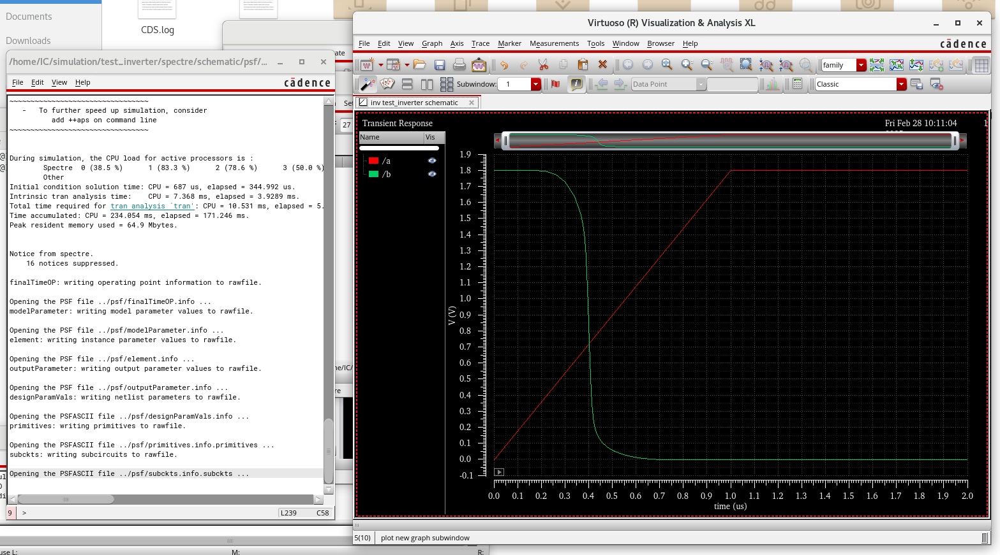 Documents
Downloads
CDS.log
/home/IC/simulation/test_inverter/spectre/schematic/psf/...
File Edit View Help
cādence
~~~~~~~~~~~~~~~~~~~~~~~~~~~~~~~~~
- To further speed up simulation, consider
add ++aps on command line
~~~~~~~~~~~~~~~~~~~~~~~~~~~~~~~~~
During simulation, the CPU load for active processors is :
Spectre 0 (38.5 %) 1 (83.3 %) 2 (78.6 %) 3 (50.0 %)
Other
Initial condition solution time: CPU = 687 us, elapsed = 344.992 us.
Intrinsic tran analysis time: CPU = 7.368 ms, elapsed = 3.9289 ms.
Total time required for tran analysis `tran': CPU = 10.531 ms, elapsed = 5.
Time accumulated: CPU = 234.054 ms, elapsed = 171.246 ms.
Peak resident memory used = 64.9 Mbytes.
Notice from spectre.
16 notices suppressed.
finalTimeOP: writing operating point information to rawfile.
Opening the PSF file ../psf/finalTimeOP.info ...
modelParameter: writing model parameter values to rawfile.
Opening the PSF file ../psf/modelParameter.info ...
element: writing instance parameter values to rawfile.
Opening the PSF file ../psf/element.info ...
outputParameter: writing output parameter values to rawfile.
Opening the PSF file ../psf/outputParameter.info ...
designParamVals: writing netlist parameters to rawfile.
Opening the PSFASCII file ../psf/designParamVals.info ...
primitives: writing primitives to rawfile.
Opening the PSFASCII file ../psf/primitives.info.primitives ...
subckts: writing subcircuits to rawfile.
Opening the PSFASCII file ../psf/subckts.info.subckts ...
9 > L239 C58
use L: M: R:
ate
Set
27
ne/IC/
re
Virtuoso (R) Visualization & Analysis XL
File Edit View Graph Axis Trace Marker Measurements Tools Window Browser Help
cādence
family
Subwindow: 1 Data Point Classic
inv test_inverter schematic
Transient Response
Fri Feb 28 10:11:04 1
Name Vis
/a
/b
V (V)
1.9
1.8
1.7
1.6
1.5
1.4
1.3
1.2
1.1
1.0
0.9
0.8
0.7
0.6
0.5
0.4
0.3
0.2
0.1
0.0
-0.1
0.0 0.1 0.2 0.3 0.4 0.5 0.6 0.7 0.8 0.9 1.0 1.1 1.2 1.3 1.4 1.5 1.6 1.7 1.8 1.9 2.0
time (us)
5(10) plot new graph subwindow